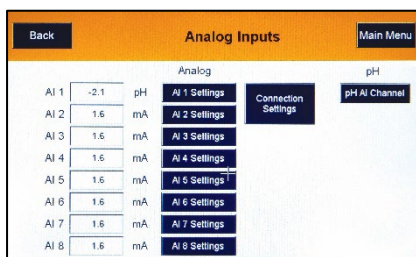 Back Analog Inputs Main Menu
Analog pH
AI 1 -2.1 pH AI 1 Settings Connection Settings pH AI Channel
AI 2 1.6 mA AI 2 Settings
AI 3 1.6 mA AI 3 Settings
AI 4 1.6 mA AI 4 Settings
AI 5 1.6 mA AI 5 Settings
AI 6 1.6 mA AI 6 Settings
AI 7 1.6 mA AI 7 Settings
AI 8 1.6 mA AI 8 Settings